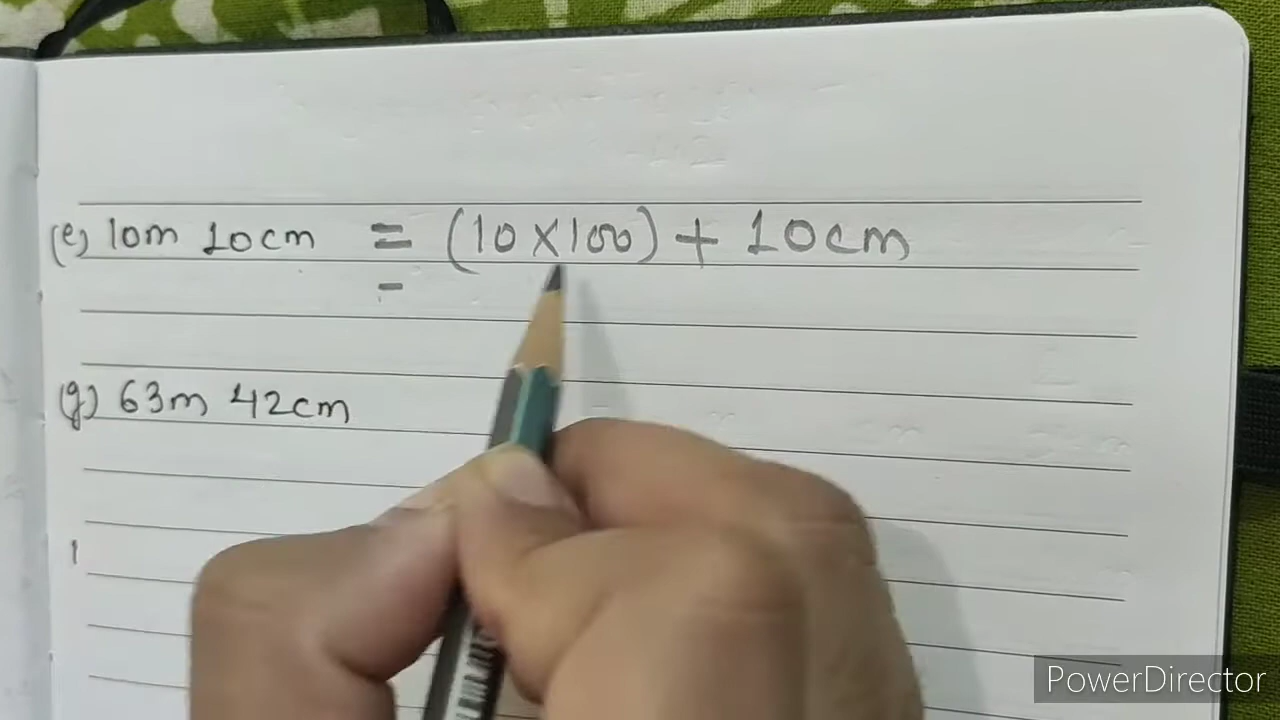 (e) 10m 10cm = (10×100) + 10cm
-
(g) 63m 42cm
PowerDirector